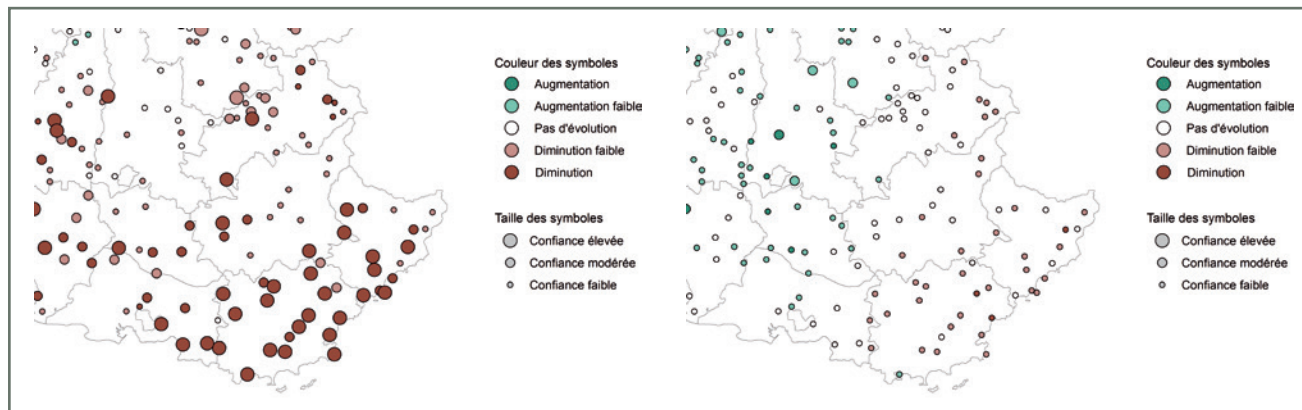 Couleur des symboles
Augmentation
Augmentation faible
Pas d'évolution
Diminution faible
Diminution
Taille des symboles
Confiance élevée
Confiance modérée
Confiance faible
Couleur des symboles
Augmentation
Augmentation faible
Pas d'évolution
Diminution faible
Diminution
Taille des symboles
Confiance élevée
Confiance modérée
Confiance faible